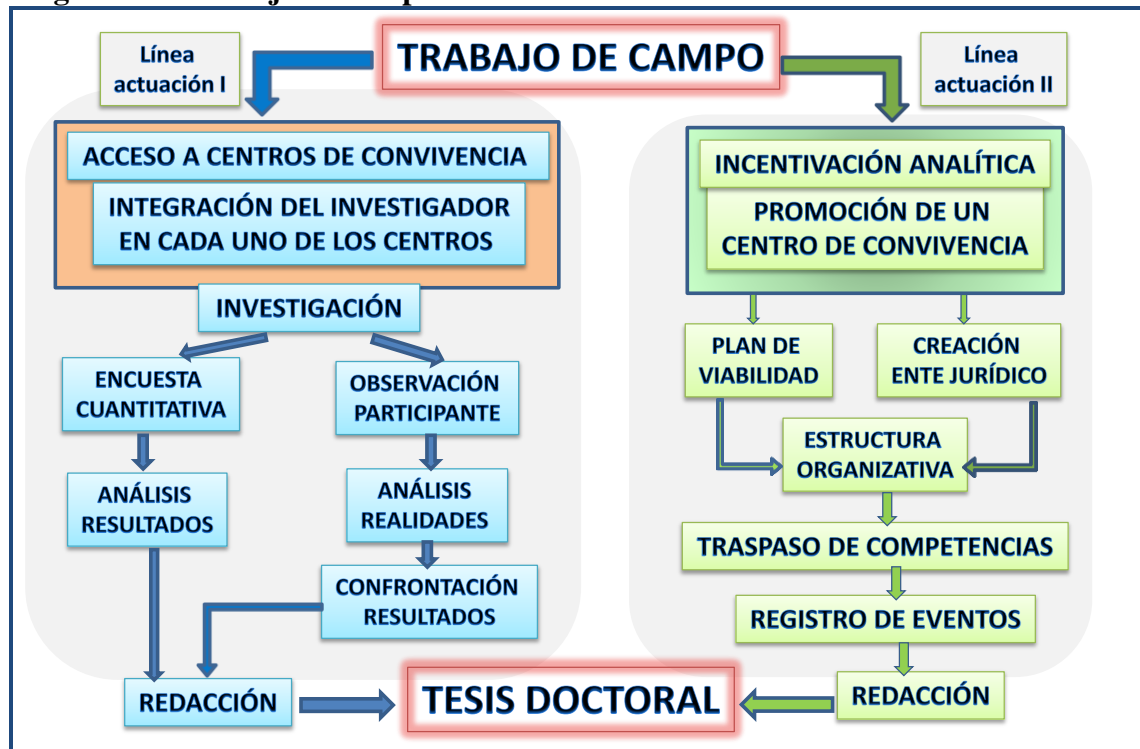 TRABAJO DE CAMPO
Línea
actuación I
ACCESO A CENTROS DE CONVIVENCIA
INTEGRACIÓN DEL INVESTIGADOR
EN CADA UNO DE LOS CENTROS
INVESTIGACIÓN
ENCUESTA
CUANTITATIVA
OBSERVACIÓN
PARTICIPANTE
ANÁLISIS
RESULTADOS
ANÁLISIS
REALIDADES
CONFRONTACIÓN
RESULTADOS
REDACCIÓN
Línea
actuación II
INCENTIVACIÓN ANALÍTICA
PROMOCIÓN DE UN
CENTRO DE CONVIVENCIA
PLAN DE
VIABILIDAD
CREACIÓN
ENTE JURÍDICO
ESTRUCTURA
ORGANIZATIVA
TRASPASO DE COMPETENCIAS
REGISTRO DE EVENTOS
REDACCIÓN
TESIS DOCTORAL